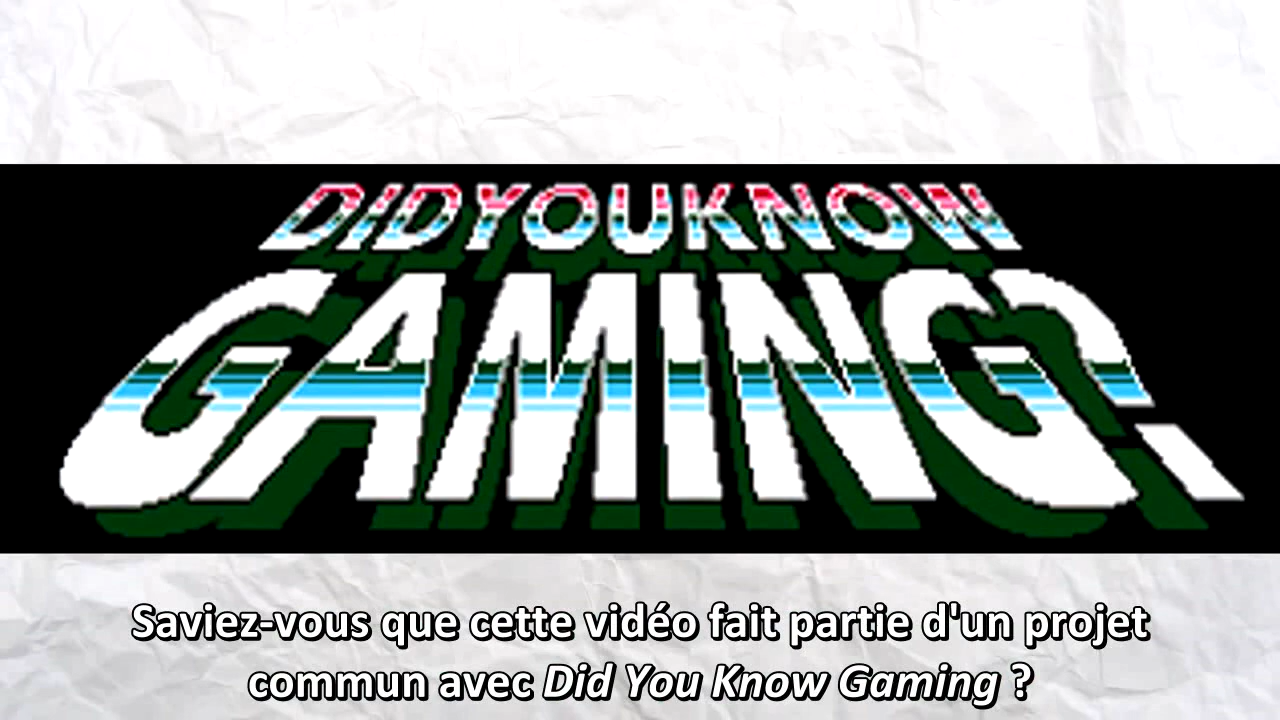 DIDYOUKNOW
GAMING?
Saviez-vous que cette vidéo fait partie d'un projet
commun avec Did You Know Gaming ?